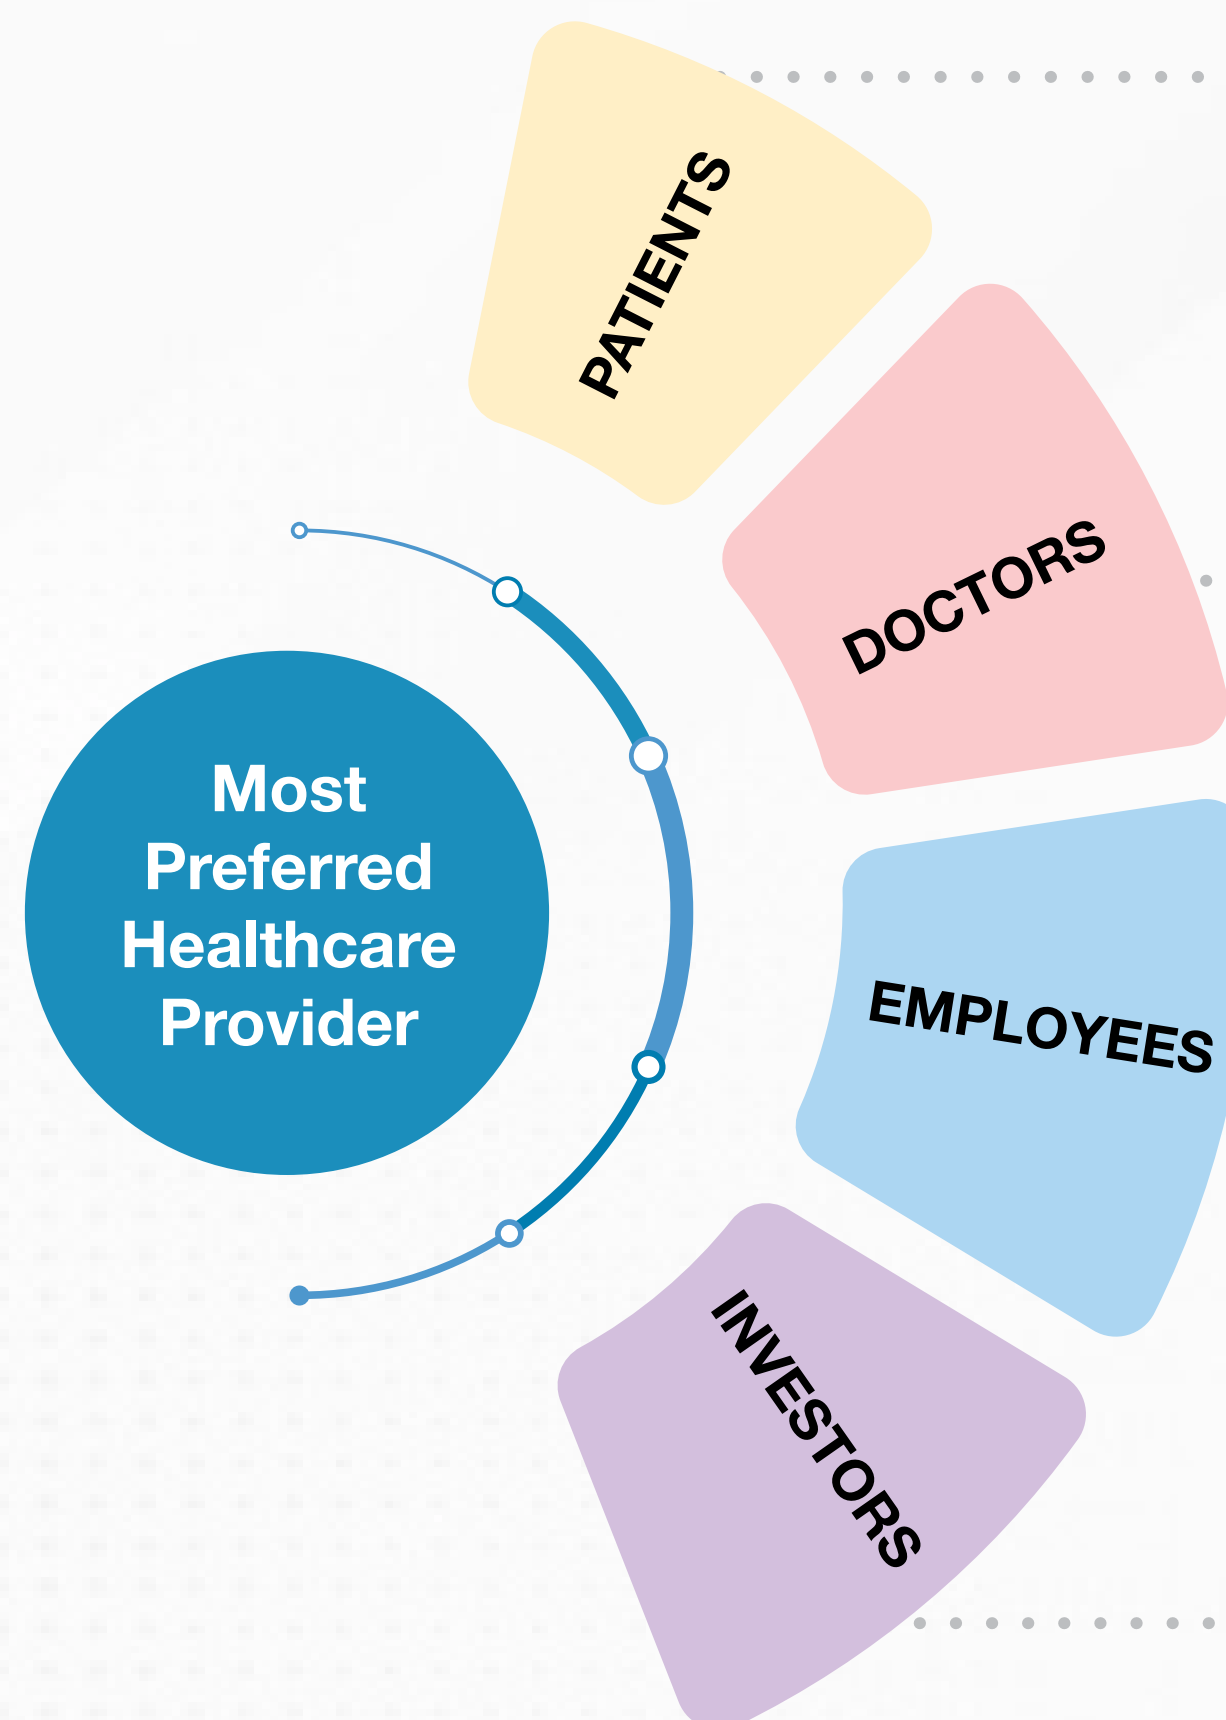 PATIENTS
DOCTORS
Most
Preferred
Healthcare
Provider
EMPLOYEES
INVESTORS